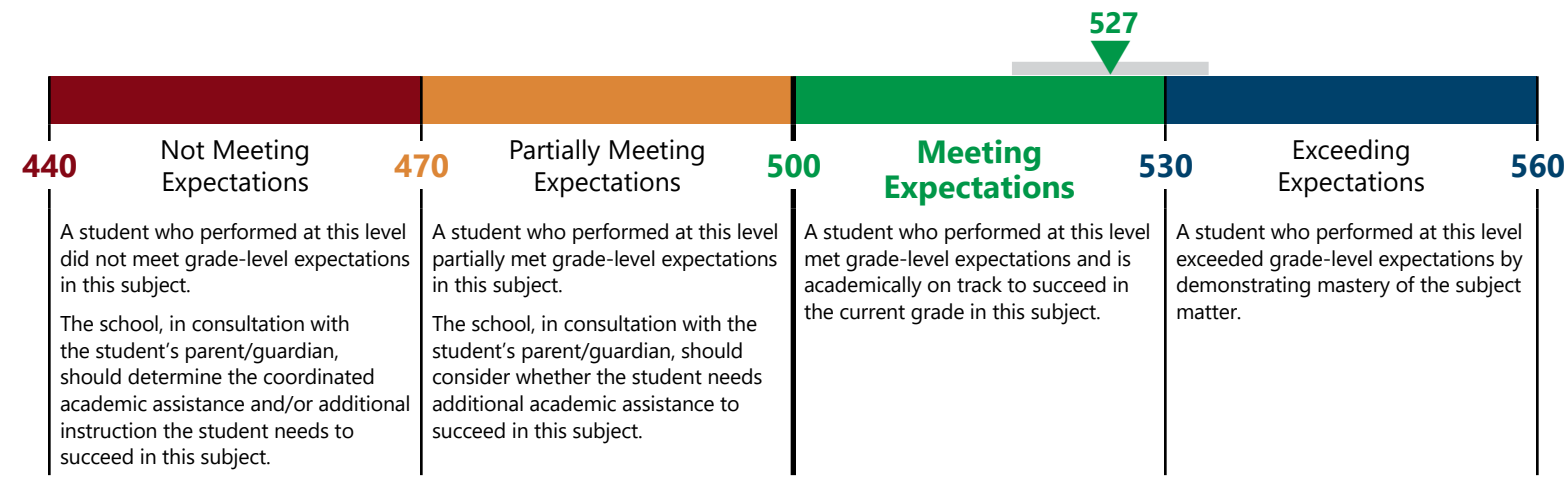 527
440
Not Meeting
Expectations
470
Partially Meeting
Expectations
500
Meeting
Expectations
530
Exceeding
Expectations
560
A student who performed at this level
did not meet grade-level expectations
in this subject.
The school, in consultation with
the student’s parent/guardian,
should determine the coordinated
academic assistance and/or additional
instruction the student needs to
succeed in this subject.
A student who performed at this level
partially met grade-level expectations
in this subject.
The school, in consultation with the
student’s parent/guardian, should
consider whether the student needs
additional academic assistance to
succeed in this subject.
A student who performed at this level
met grade-level expectations and is
academically on track to succeed in
the current grade in this subject.
A student who performed at this level
exceeded grade-level expectations by
demonstrating mastery of the subject
matter.